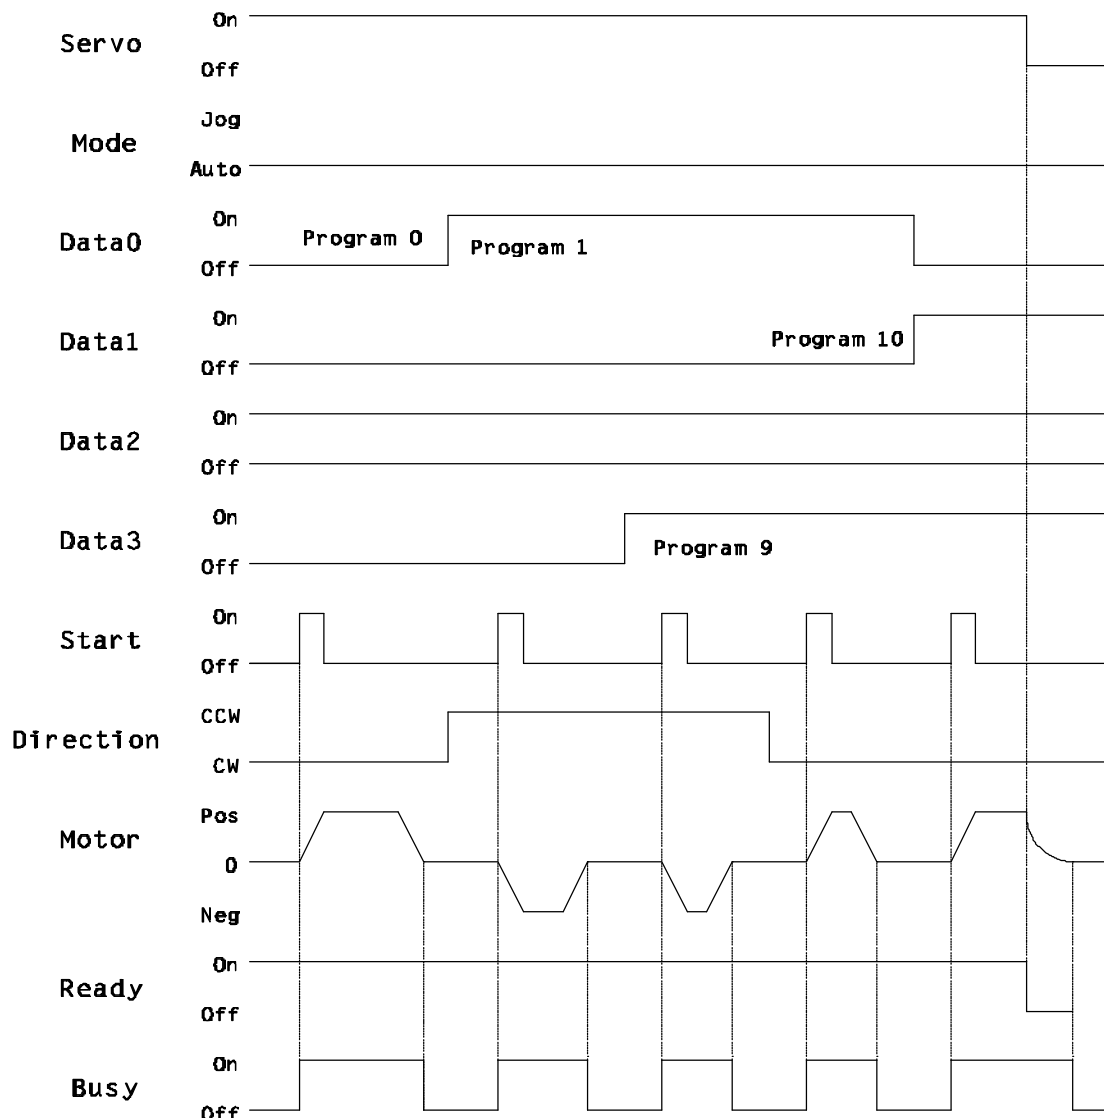 On
Servo
Off
Jog
Mode
Auto
On
Program 0
Program 1
Data0
Off
On
Data1
Program 10
Off
On
Data2
Off
On
Data3
Program 9
Off
On
Start
Off
CCW
Direction
CW
Pos
Motor
0
Neg
On
Ready
Off
On
Busy
Off